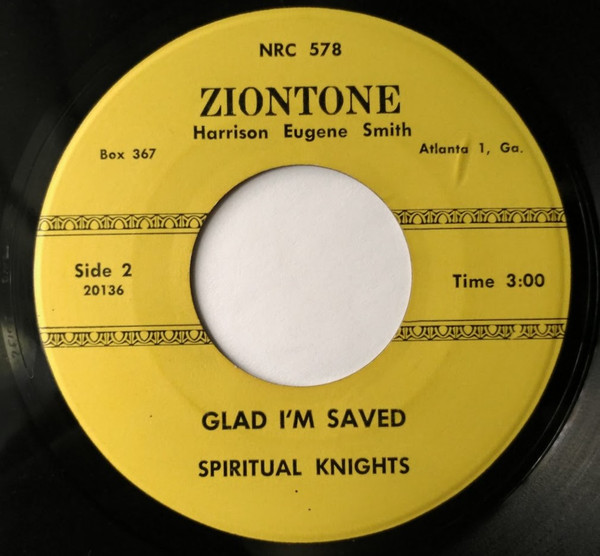 NRC 578
ZIONTONE
Harrison Eugene Smith
Box 367
Atlanta 1, Ga.
Side 2
20136
Time 3:00
GLAD I'M SAVED
SPIRITUAL KNIGHTS